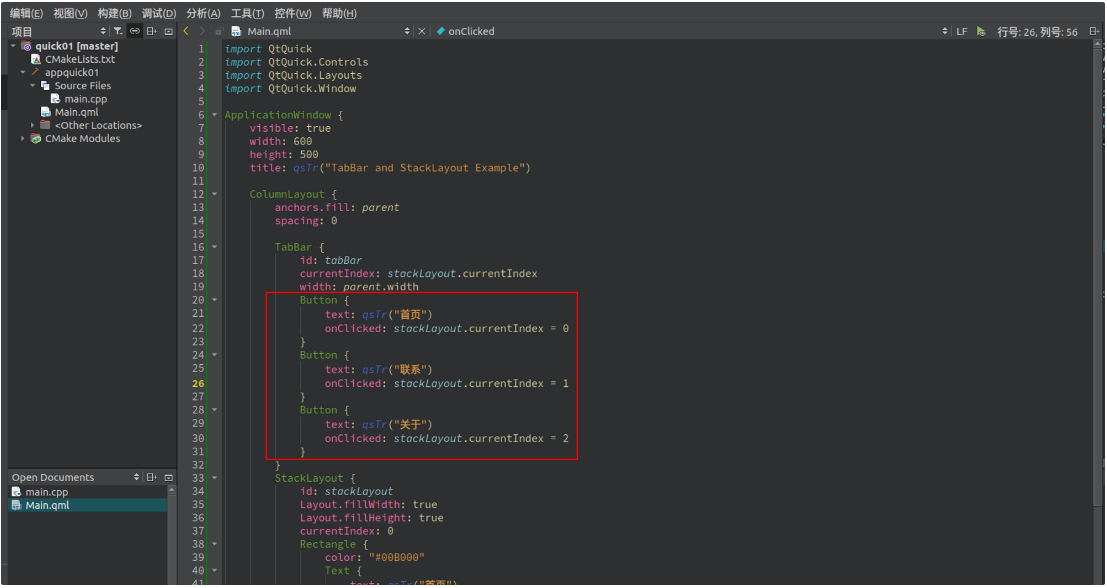 编辑(E) 视图(V) 构建(B) 调试(D) 分析(A) 工具(T) 控件(W) 帮助(H)
项目
Main.qml
onClicked
LF
行号: 26, 列号: 56
quick01 [master]
CMakeLists.txt
appquick01
Source Files
main.cpp
Main.qml
<Other Locations>
CMake Modules
Open Documents
main.cpp
Main.qml
1 import QtQuick
2 import QtQuick.Controls
3 import QtQuick.Layouts
4 import QtQuick.Window
5
6 ApplicationWindow {
7 visible: true
8 width: 600
9 height: 500
10 title: qsTr("TabBar and StackLayout Example")
11
12 ColumnLayout {
13 anchors.fill: parent
14 spacing: 0
15
16 TabBar {
17 id: tabBar
18 currentIndex: stackLayout.currentIndex
19 width: parent.width
20 Button {
21 text: qsTr("首页")
22 onClicked: stackLayout.currentIndex = 0
23 }
24 Button {
25 text: qsTr("联系")
26 onClicked: stackLayout.currentIndex = 1
27 }
28 Button {
29 text: qsTr("关于")
30 onClicked: stackLayout.currentIndex = 2
31 }
32 }
33 StackLayout {
34 id: stackLayout
35 Layout.fillWidth: true
36 Layout.fillHeight: true
37 currentIndex: 0
38 Rectangle {
39 color: "#00B000"
40 Text {
41 text: qsTr("首页")